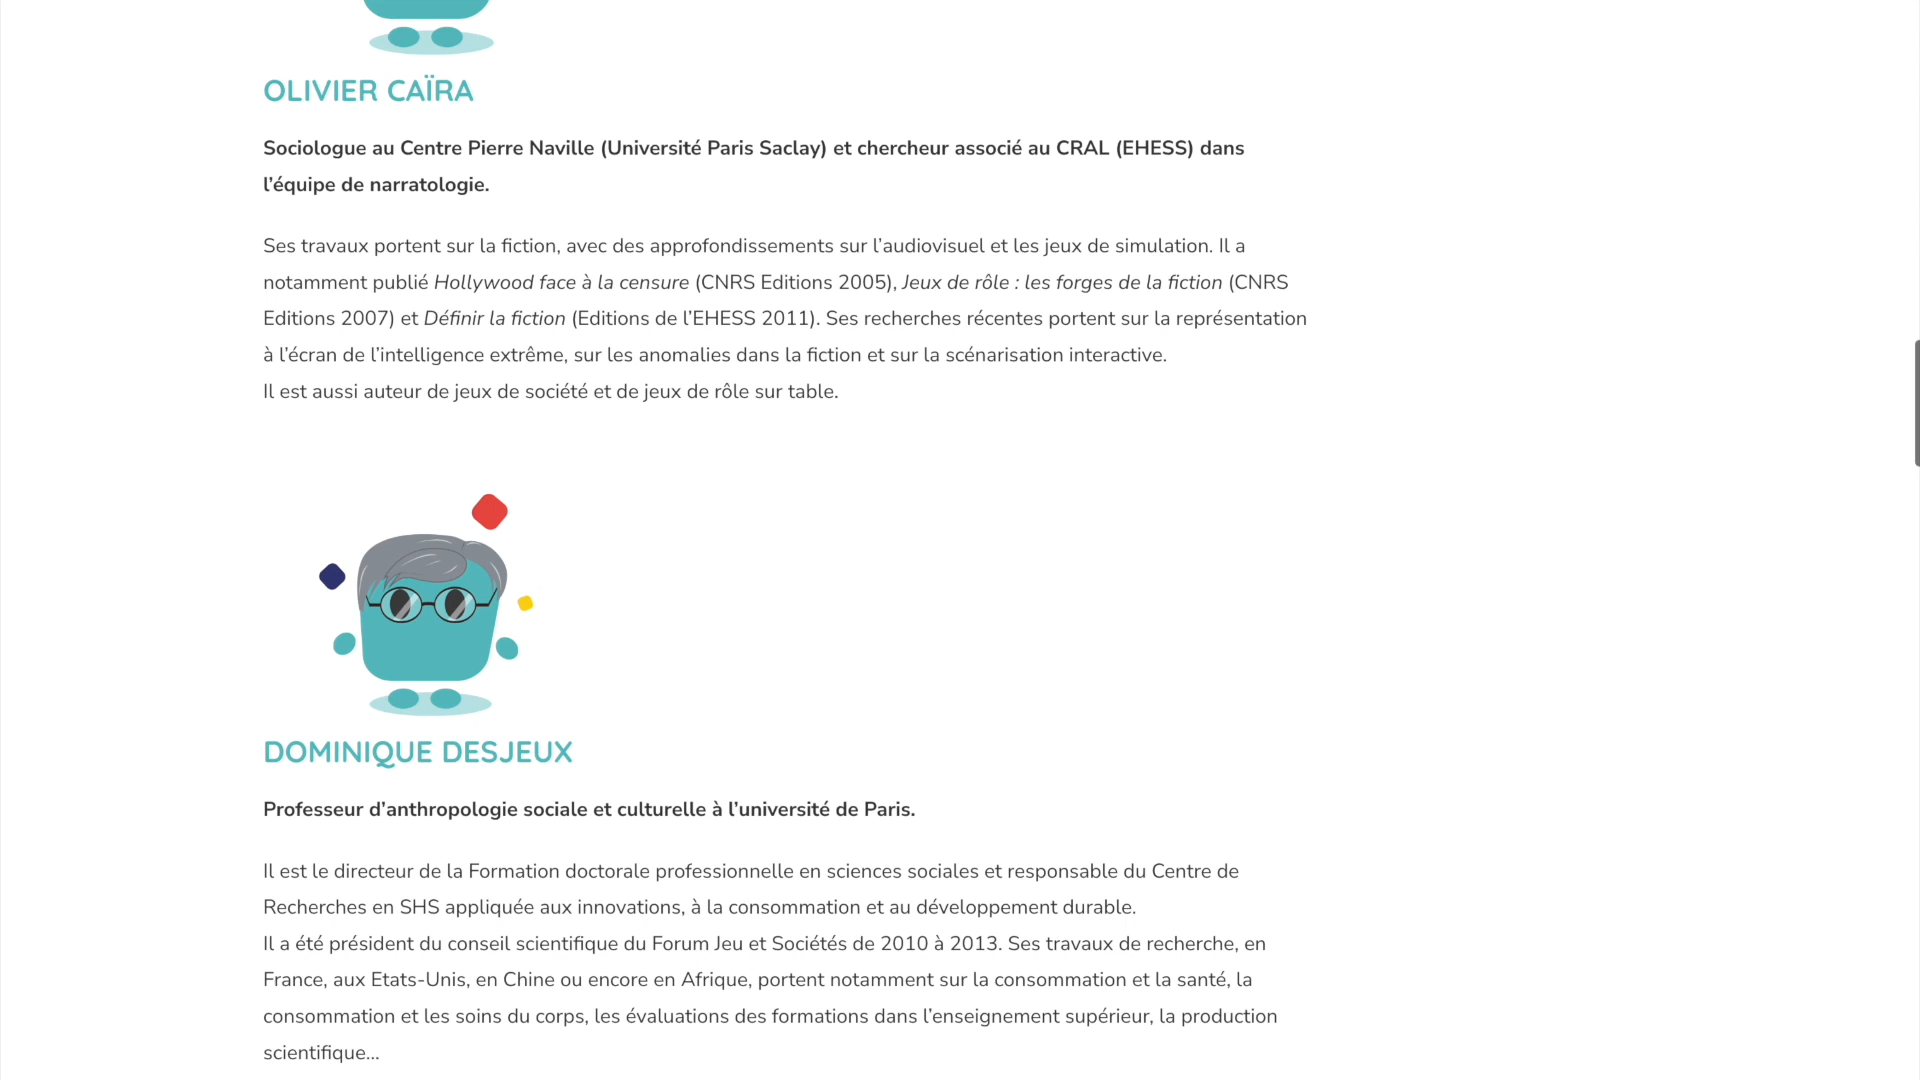 OLIVIER CAÏRA
Sociologue au Centre Pierre Naville (Université Paris Saclay) et chercheur associé au CRAL (EHESS) dans
l’équipe de narratologie.
Ses travaux portent sur la fiction, avec des approfondissements sur l’audiovisuel et les jeux de simulation. Il a
notamment publié Hollywood face à la censure (CNRS Editions 2005), Jeux de rôle : les forges de la fiction (CNRS
Editions 2007) et Définir la fiction (Editions de l’EHESS 2011). Ses recherches récentes portent sur la représentation
à l’écran de l’intelligence extrême, sur les anomalies dans la fiction et sur la scénarisation interactive.
Il est aussi auteur de jeux de société et de jeux de rôle sur table.
DOMINIQUE DESJEUX
Professeur d’anthropologie sociale et culturelle à l’université de Paris.
Il est le directeur de la Formation doctorale professionnelle en sciences sociales et responsable du Centre de
Recherches en SHS appliquée aux innovations, à la consommation et au développement durable.
Il a été président du conseil scientifique du Forum Jeu et Sociétés de 2010 à 2013. Ses travaux de recherche, en
France, aux Etats-Unis, en Chine ou encore en Afrique, portent notamment sur la consommation et la santé, la
consommation et les soins du corps, les évaluations des formations dans l’enseignement supérieur, la production
scientifique…